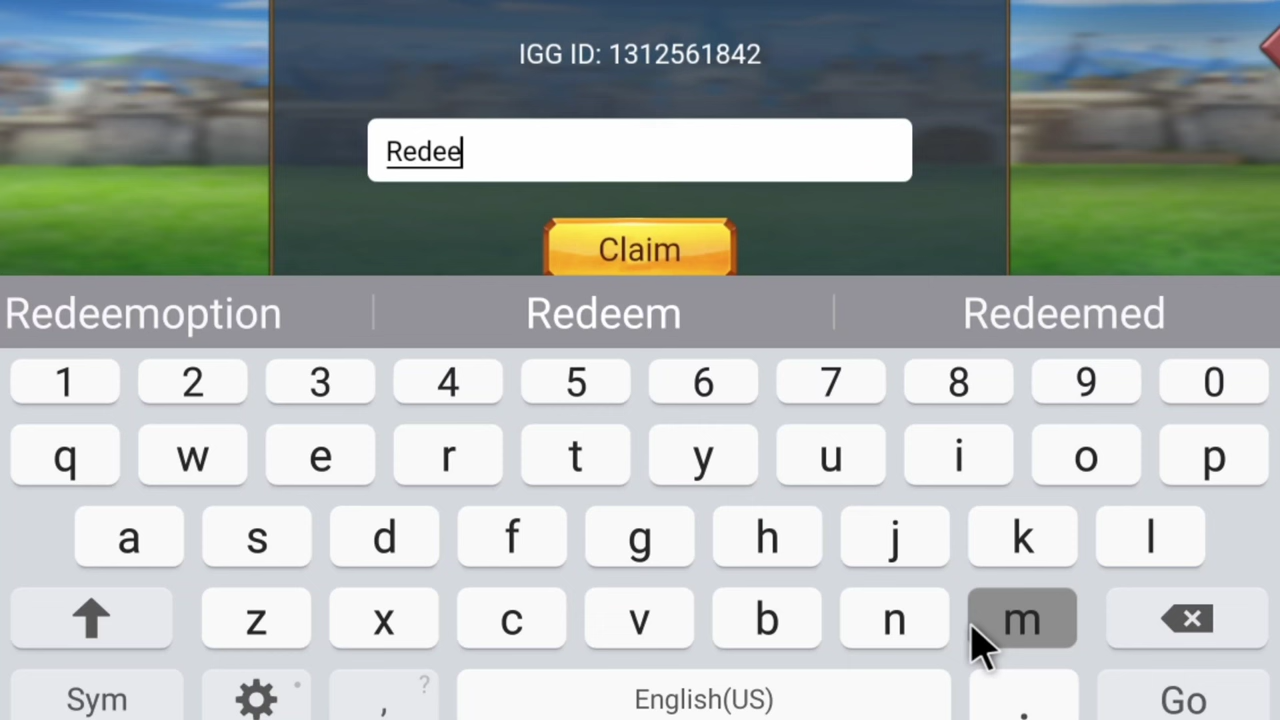 IGG ID: 1312561842
Redee
Claim
Redeemoption Redeem Redeemed
1 2 3 4 5 6 7 8 9 0
q w e r t y u i o p
a s d f g h j k l
z x c v b n m
Sym , ? English(US) . Go